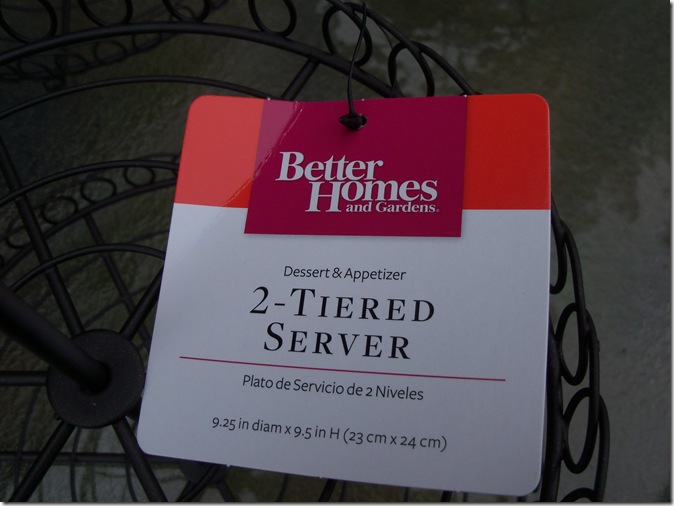 Better
Homes
and Gardens®
Dessert & Appetizer
2-Tiered
Server
Plato de Servicio de 2 Niveles
9.25 in diam x 9.5 in H (23 cm x 24 cm)